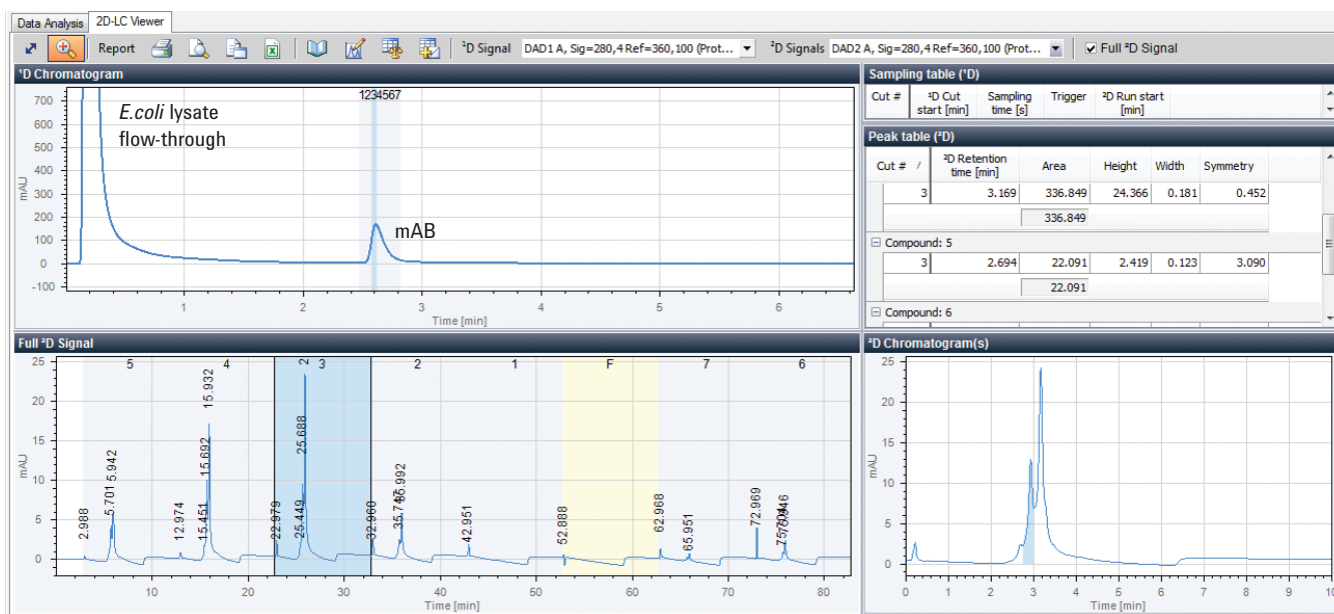 Data Analysis 2D-LC Viewer
Report ¹D Signal DAD1 A, Sig=280,4 Ref=360,100 (Prot... ²D Signals DAD2 A, Sig=280,4 Ref=360,100 (Prot... Full ²D Signal
¹D Chromatogram
1234567
E.coli lysate
flow-through
mAB
700
600
500
400
300
200
100
0
-100
mAU
1 2 3 4 5 6
Time [min]
Sampling table (¹D)
Cut # ²D Cut start [min] Sampling time [s] Trigger ²D Run start [min]
Peak table (²D)
Cut # / ²D Retention time [min] Area Height Width Symmetry
3 3.169 336.849 24.366 0.181 0.452
336.849
Compound: 5
3 2.694 22.091 2.419 0.123 3.090
22.091
Compound: 6
Full ²D Signal
5 4 3 2 1 F 7 6
25
20
15
10
5
0
mAU
2.988
5.701
5.942
12.974
15.451
15.692
15.932
22.979
25.449
25.688
2
32.960
42.951
52.888
62.968
65.951
72.969
10 20 30 40 50 60 70 80
Time [min]
²D Chromatogram(s)
25
20
15
10
5
0
mAU
0 1 2 3 4 5 6 7 8 9 10
Time [min]